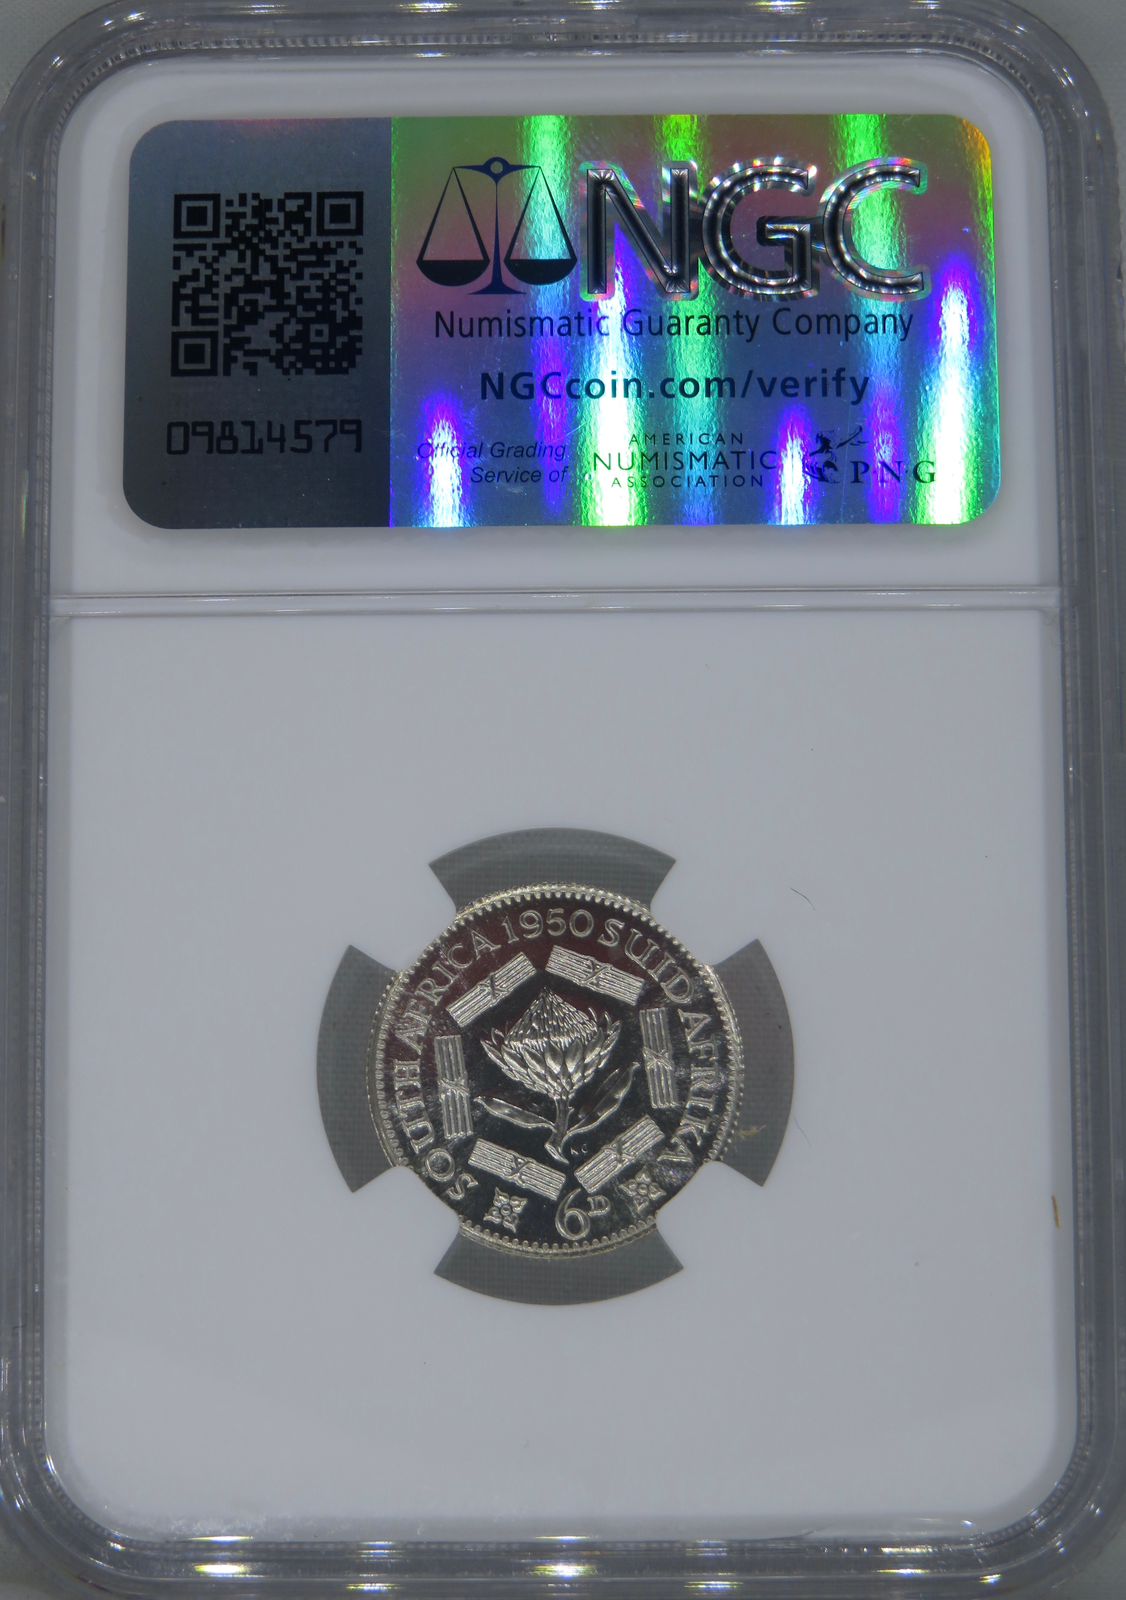 NGC
Numismatic Guaranty Company
NGCcoin.com/verify
09814579
Official Grading
Service of
AMERICAN
NUMISMATIC
ASSOCIATION
PNG
SOUTH AFRICA 1950 SUID AFRIKA
KG
6D